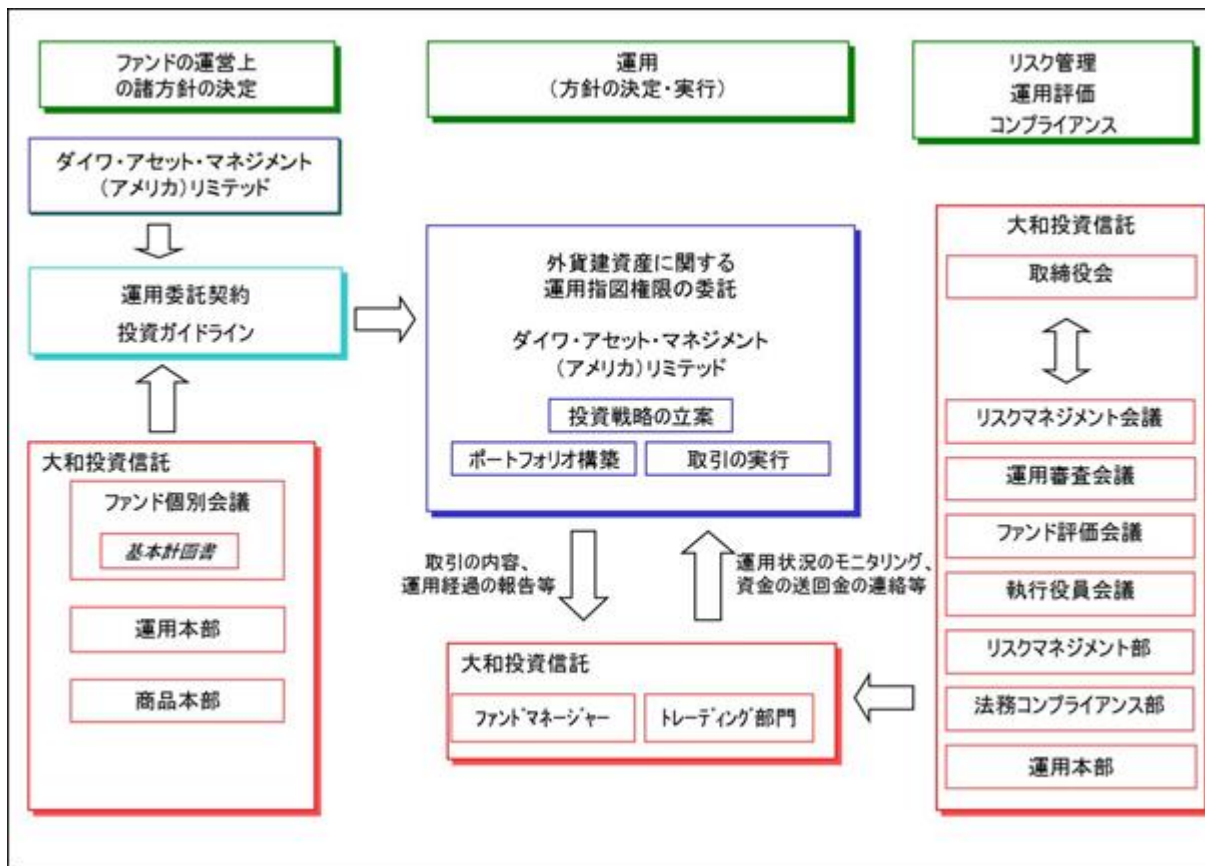 ファンドの運営上
の諸方針の決定
運用
(方針の決定・実行)
リスク管理
運用評価
コンプライアンス
ダイワ・アセット・マネジメント
(アメリカ)リミテッド
運用委託契約
投資ガイドライン
大和投資信託
ファンド個別会議
基本計画書
運用本部
商品本部
外貨建資産に関する
運用指図権限の委託
ダイワ・アセット・マネジメント
(アメリカ)リミテッド
投資戦略の立案
ポートフォリオ構築
取引の実行
取引の内容、
運用経過の報告等
運用状況のモニタリング、
資金の送回金の連絡等
大和投資信託
ファンドマネージャー
トレーディング部門
大和投資信託
取締役会
リスクマネジメント会議
運用審査会議
ファンド評価会議
執行役員会議
リスクマネジメント部
法務コンプライアンス部
運用本部